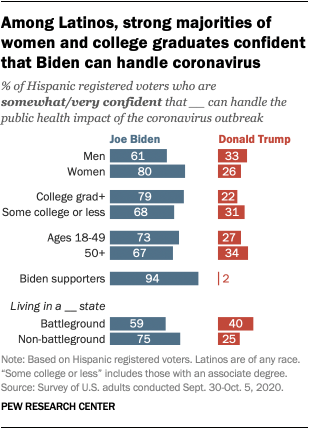 Among Latinos, strong majorities of
women and college graduates confident
that Biden can handle coronavirus
% of Hispanic registered voters who are
somewhat/very confident that __ can handle the
public health impact of the coronavirus outbreak
Joe Biden Donald Trump
Men 61 33
Women 80 26
College grad+ 79 22
Some college or less 68 31
Ages 18-49 73 27
50+ 67 34
Biden supporters 94 2
Living in a __ state
Battleground 59 40
Non-battleground 75 25
Note: Based on Hispanic registered voters. Latinos are of any race.
“Some college or less” includes those with an associate degree.
Source: Survey of U.S. adults conducted Sept. 30-Oct. 5, 2020.
PEW RESEARCH CENTER